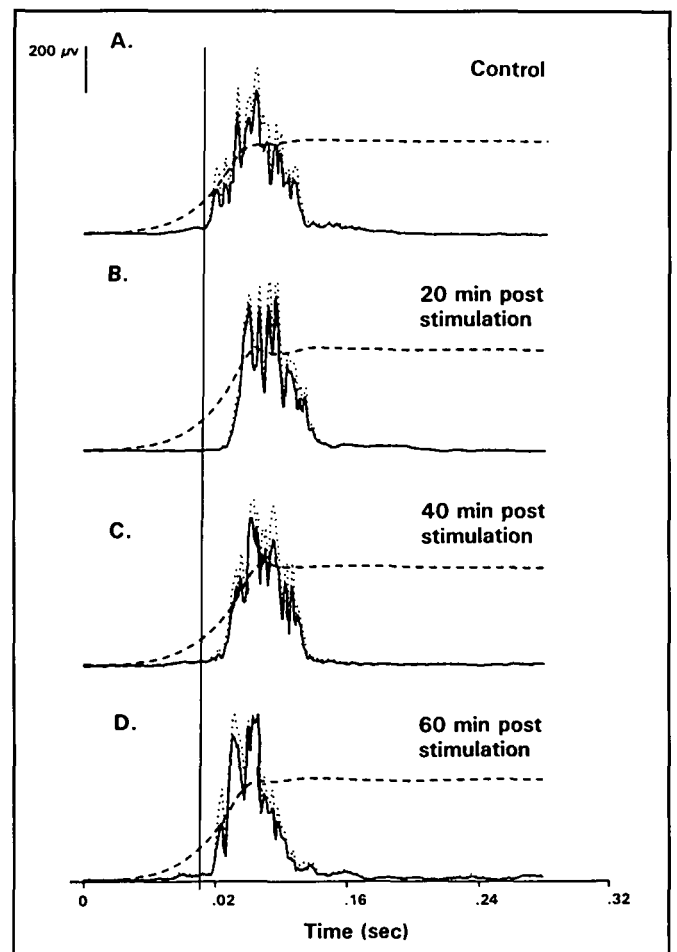 A.
200 μv
Control
B.
20 min post
stimulation
C.
40 min post
stimulation
D.
60 min post
stimulation
0 .02 .16 .24 .32
Time (sec)